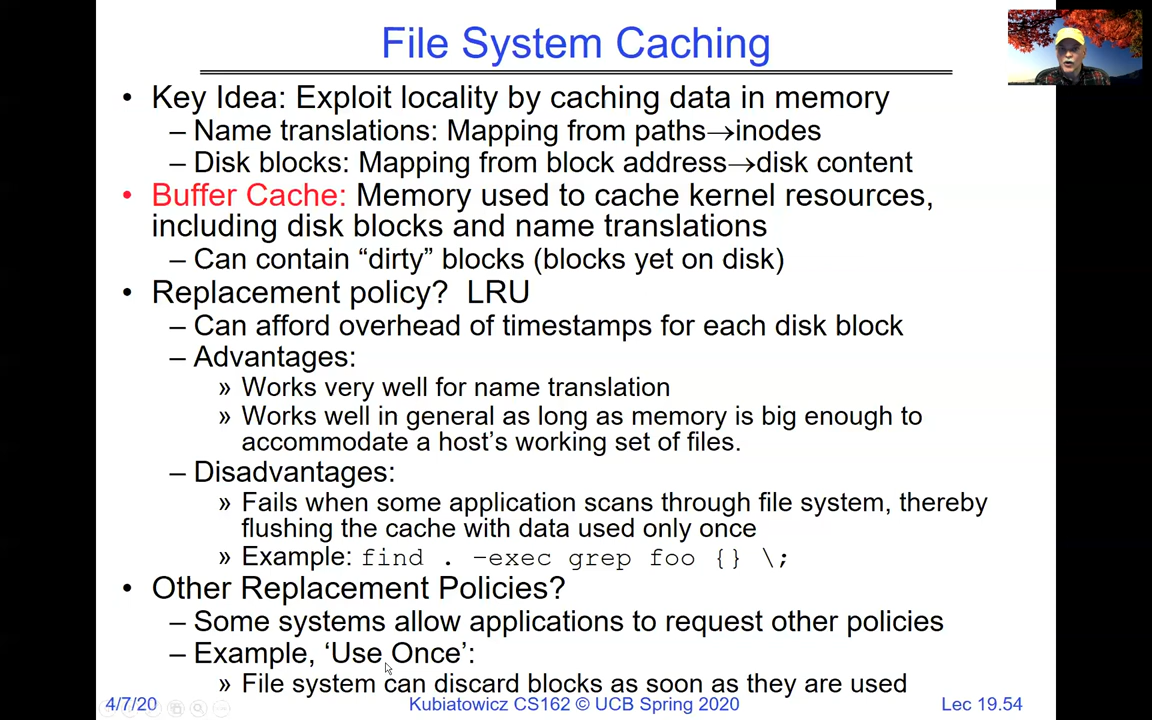 File System Caching
• Key Idea: Exploit locality by caching data in memory
– Name translations: Mapping from paths→inodes
– Disk blocks: Mapping from block address→disk content
• Buffer Cache: Memory used to cache kernel resources,
including disk blocks and name translations
– Can contain “dirty” blocks (blocks yet on disk)
• Replacement policy?  LRU
– Can afford overhead of timestamps for each disk block
– Advantages:
» Works very well for name translation
» Works well in general as long as memory is big enough to
accommodate a host’s working set of files.
– Disadvantages:
» Fails when some application scans through file system, thereby
flushing the cache with data used only once
» Example: find . –exec grep foo {} \;
• Other Replacement Policies?
– Some systems allow applications to request other policies
– Example, ‘Use Once’:
» File system can discard blocks as soon as they are used
4/7/20 Kubiatowicz CS162 © UCB Spring 2020 Lec 19.54